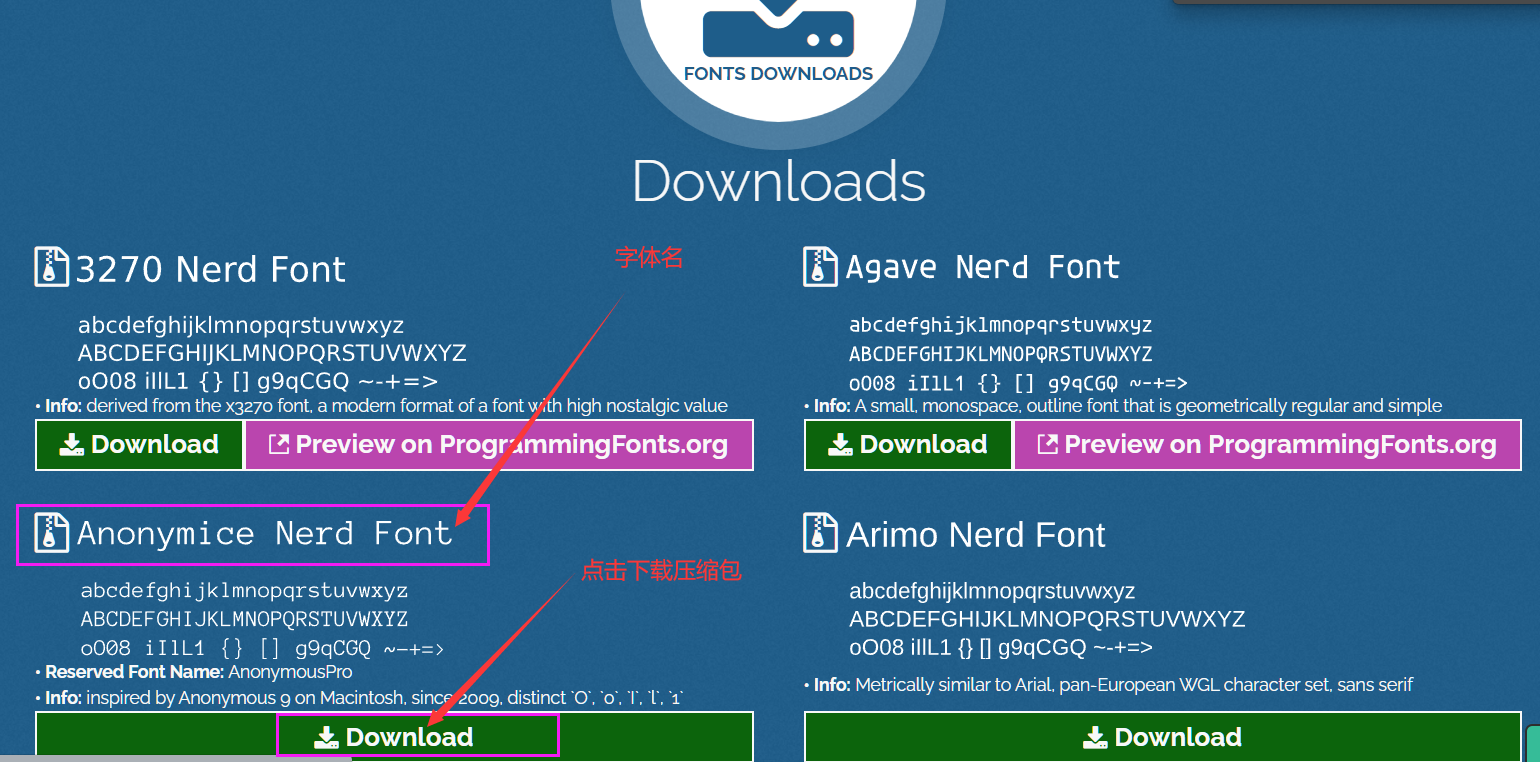 FONTS DOWNLOADS
Downloads
3270 Nerd Font
abcdefghijklmnopqrstuvwxyz
ABCDEFGHIJKLMNOPQRSTUVWXYZ
oO08 iIlL1 {} [] g9qCGQ ~-+=>
• Info: derived from the x3270 font, a modern format of a font with high nostalgic value
Download
Preview on ProgrammingFonts.org
字体名
Agave Nerd Font
abcdefghijklmnopqrstuvwxyz
ABCDEFGHIJKLMNOPQRSTUVWXYZ
oO08 iIlL1 {} [] g9qCGQ ~-+=>
• Info: A small, monospace, outline font that is geometrically regular and simple
Download
Preview on ProgrammingFonts.org
Anonymice Nerd Font
abcdefghijklmnopqrstuvwxyz
ABCDEFGHIJKLMNOPQRSTUVWXYZ
oO08 iIlL1 {} [] g9qCGQ ~-+=>
• Reserved Font Name: AnonymousPro
• Info: inspired by Anonymous 9 on Macintosh, since 2009, distinct `O`, `0`, `I`, `l`, `1`
Download
点击下载压缩包
Arimo Nerd Font
abcdefghijklmnopqrstuvwxyz
ABCDEFGHIJKLMNOPQRSTUVWXYZ
oO08 iIlL1 {} [] g9qCGQ ~-+=>
• Info: Metrically similar to Arial, pan-European WGL character set, sans serif
Download